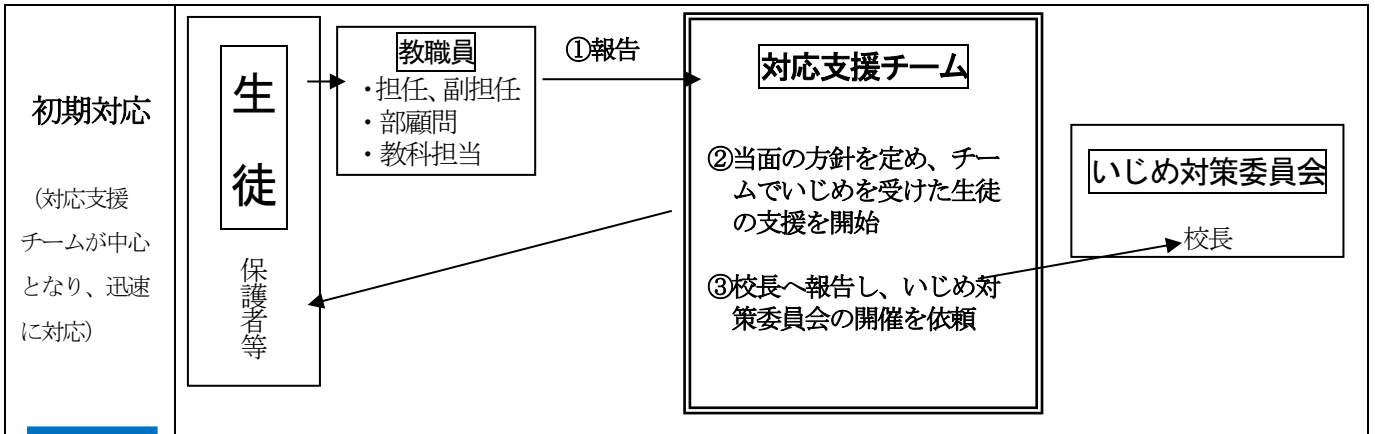 初期対応
（対応支援
チームが中心
となり、迅速
に対応）
生徒
保護者等
教職員
・担任、副担任
・部顧問
・教科担当
①報告
対応支援チーム
②当面の方針を定め、チー
ムでいじめを受けた生徒
の支援を開始
③校長へ報告し、いじめ対
策委員会の開催を依頼
いじめ対策委員会
校長